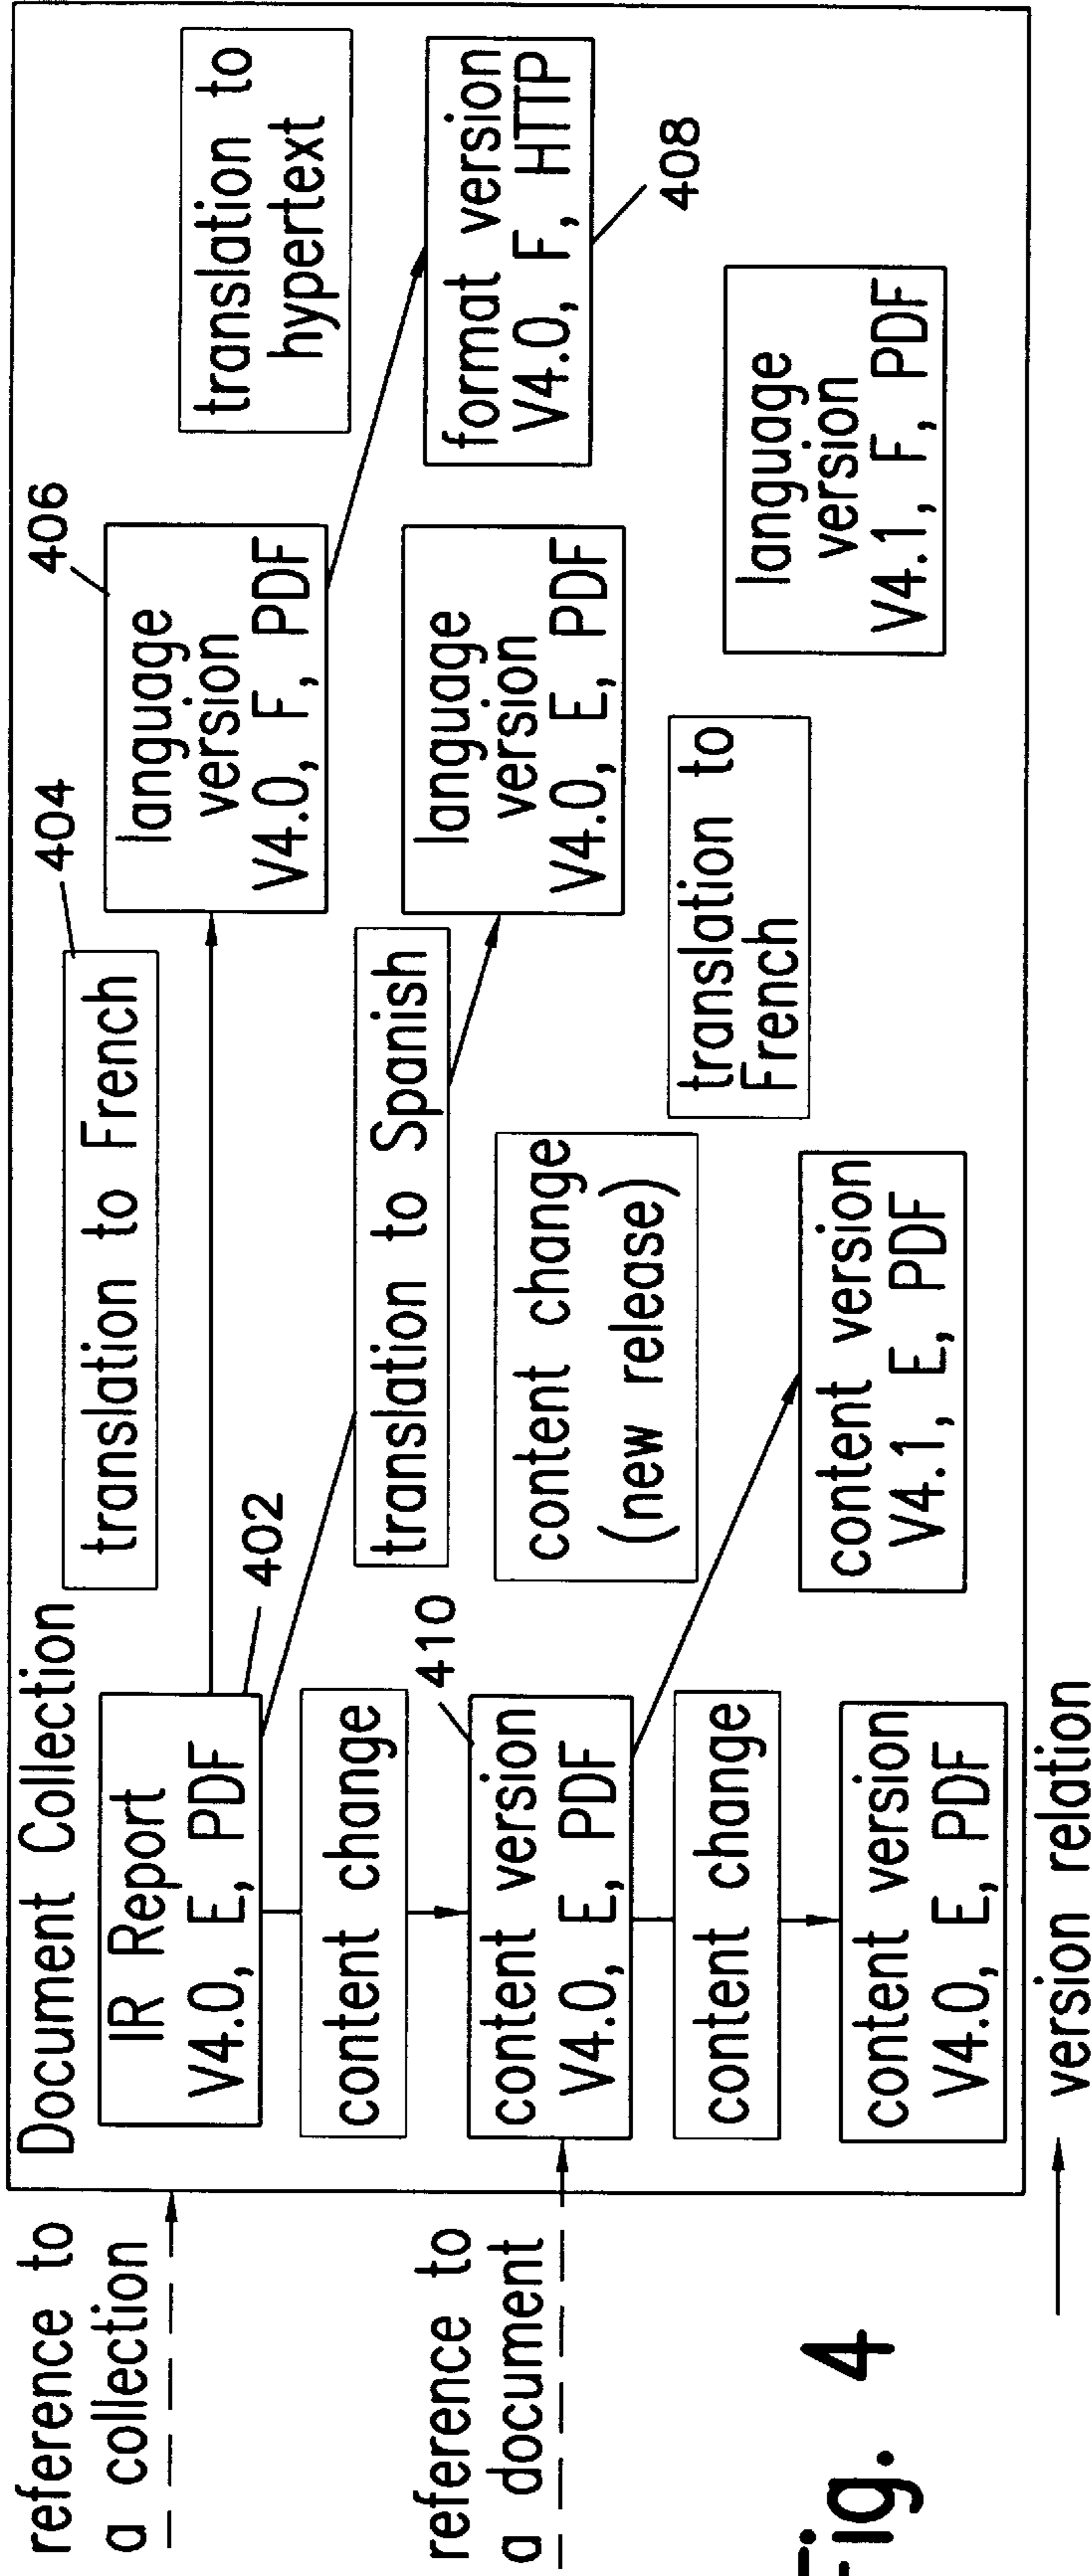 reference to
a collection
reference to
a document
Document Collection
IR Report
V4.0, E, PDF
402
translation to French
404
language
version
V4.0, F, PDF
406
translation to
hypertext
format version
V4.0, F, HTTP
408
content change
translation to Spanish
language
version
V4.0, E, PDF
410
content version
V4.0, E, PDF
content change
(new release)
translation to
French
language
version
V4.1, F, PDF
content change
content version
V4.1, E, PDF
content version
V4.0, E, PDF
version relation
Fig. 4